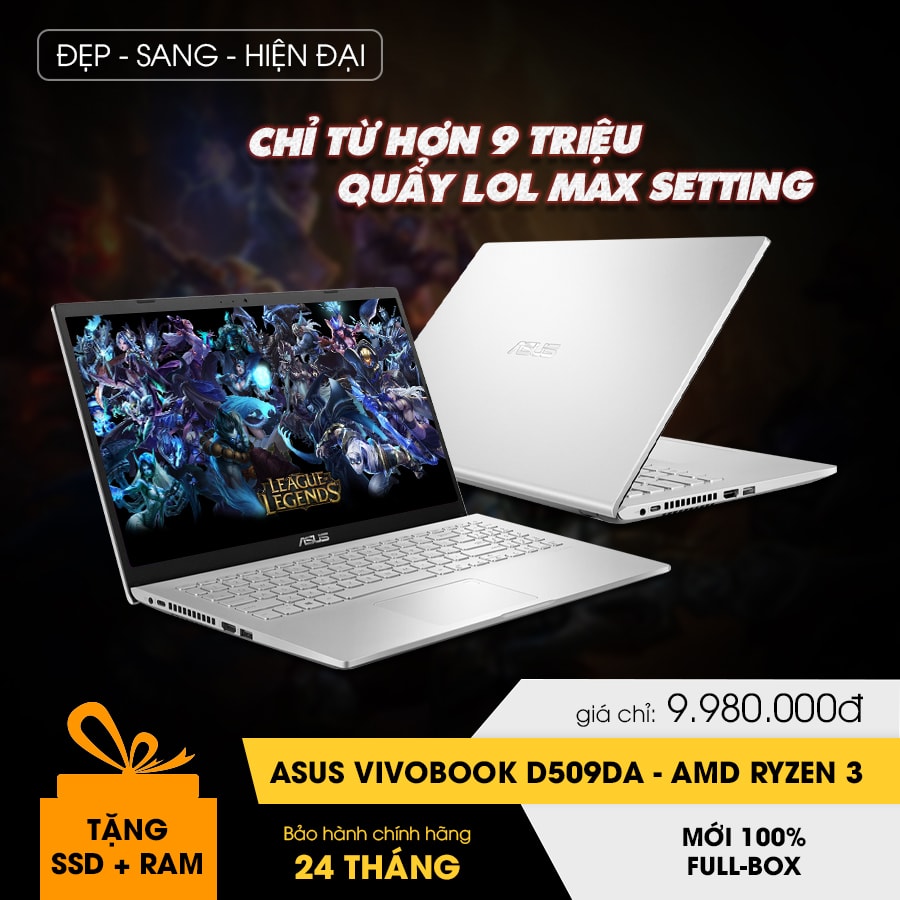 ĐẸP - SANG - HIỆN ĐẠI
CHỈ TỪ HƠN 9 TRIỆU
QUẨY LOL MAX SETTING
ASUS
LEAGUE
OF
LEGENDS
ASUS
giá chỉ: 9.980.000đ
ASUS VIVOBOOK D509DA - AMD RYZEN 3
TẶNG
SSD + RAM
Bảo hành chính hãng
24 THÁNG
MỚI 100%
FULL-BOX